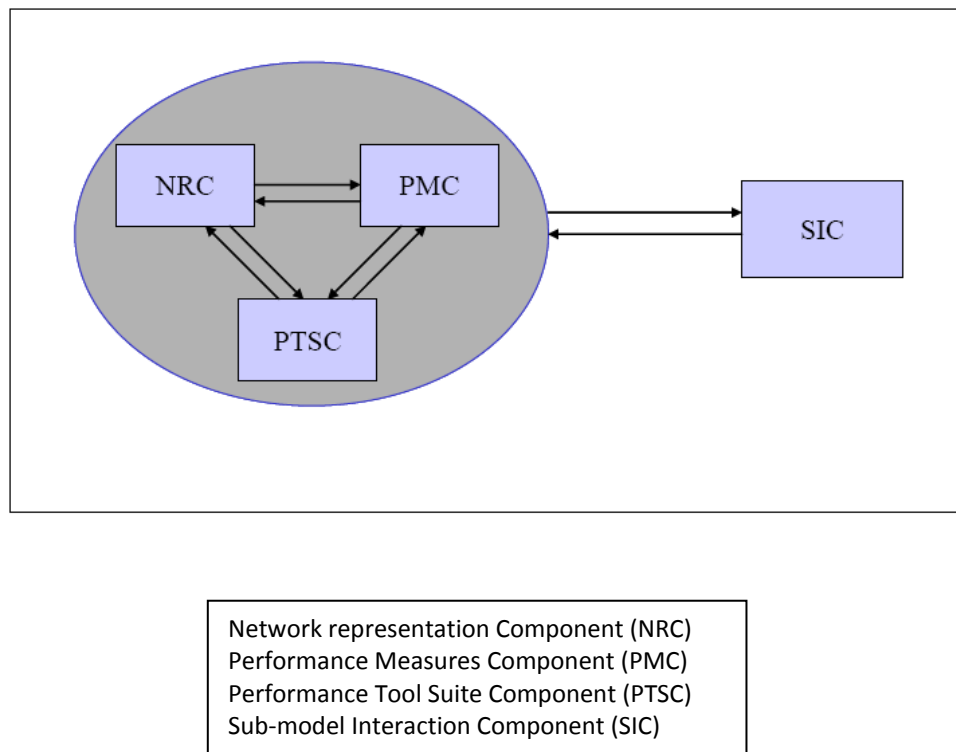 NRC
PMC
SIC
PTSC
Network representation Component (NRC)
Performance Measures Component (PMC)
Performance Tool Suite Component (PTSC)
Sub-model Interaction Component (SIC)